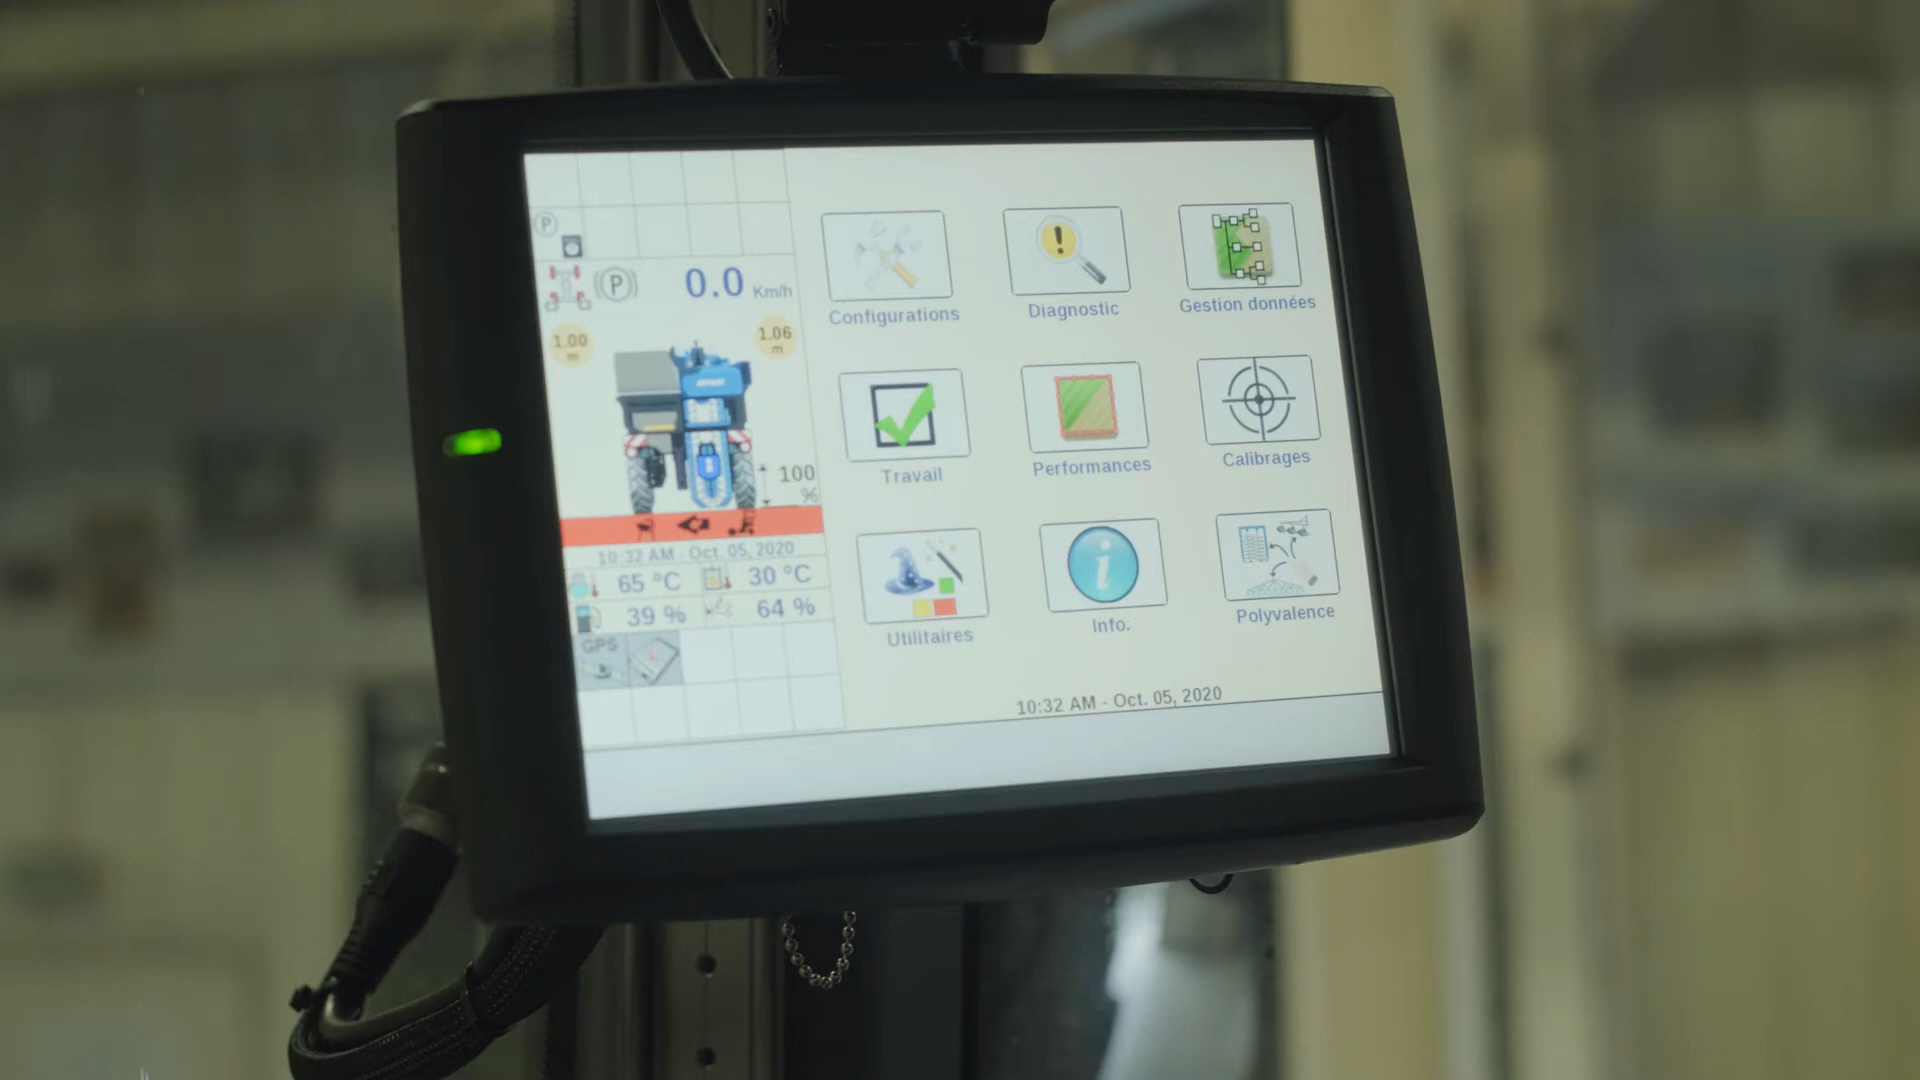 P
P
0.0 Km/h
1.00
m
1.06
m
100
%
10:32 AM - Oct. 05, 2020
65 °C
30 °C
39 %
64 %
GPS
Configurations
Diagnostic
Gestion données
Travail
Performances
Calibrages
Utilitaires
Info.
Polyvalence
10:32 AM - Oct. 05, 2020